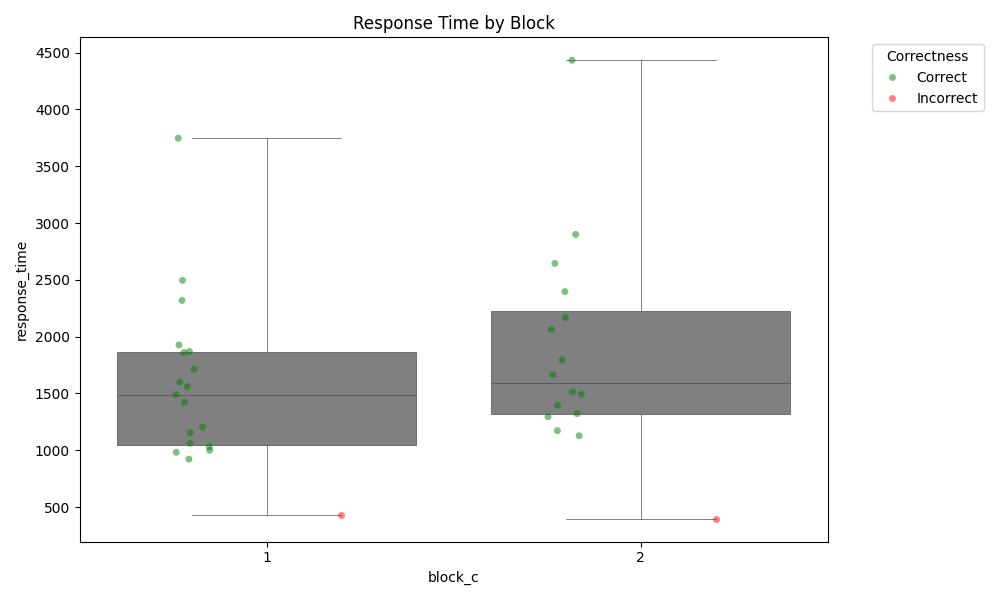 Response Time by Block
Correctness
Correct
Incorrect
4500
4000
3500
3000
2500
2000
1500
1000
500
response_time
1
2
block_c